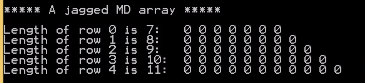 ***** A jagged MD array *****
Length of row 0 is 7: 0 0 0 0 0 0 0
Length of row 1 is 8: 0 0 0 0 0 0 0 0
Length of row 2 is 9: 0 0 0 0 0 0 0 0 0
Length of row 3 is 10: 0 0 0 0 0 0 0 0 0 0
Length of row 4 is 11: 0 0 0 0 0 0 0 0 0 0 0